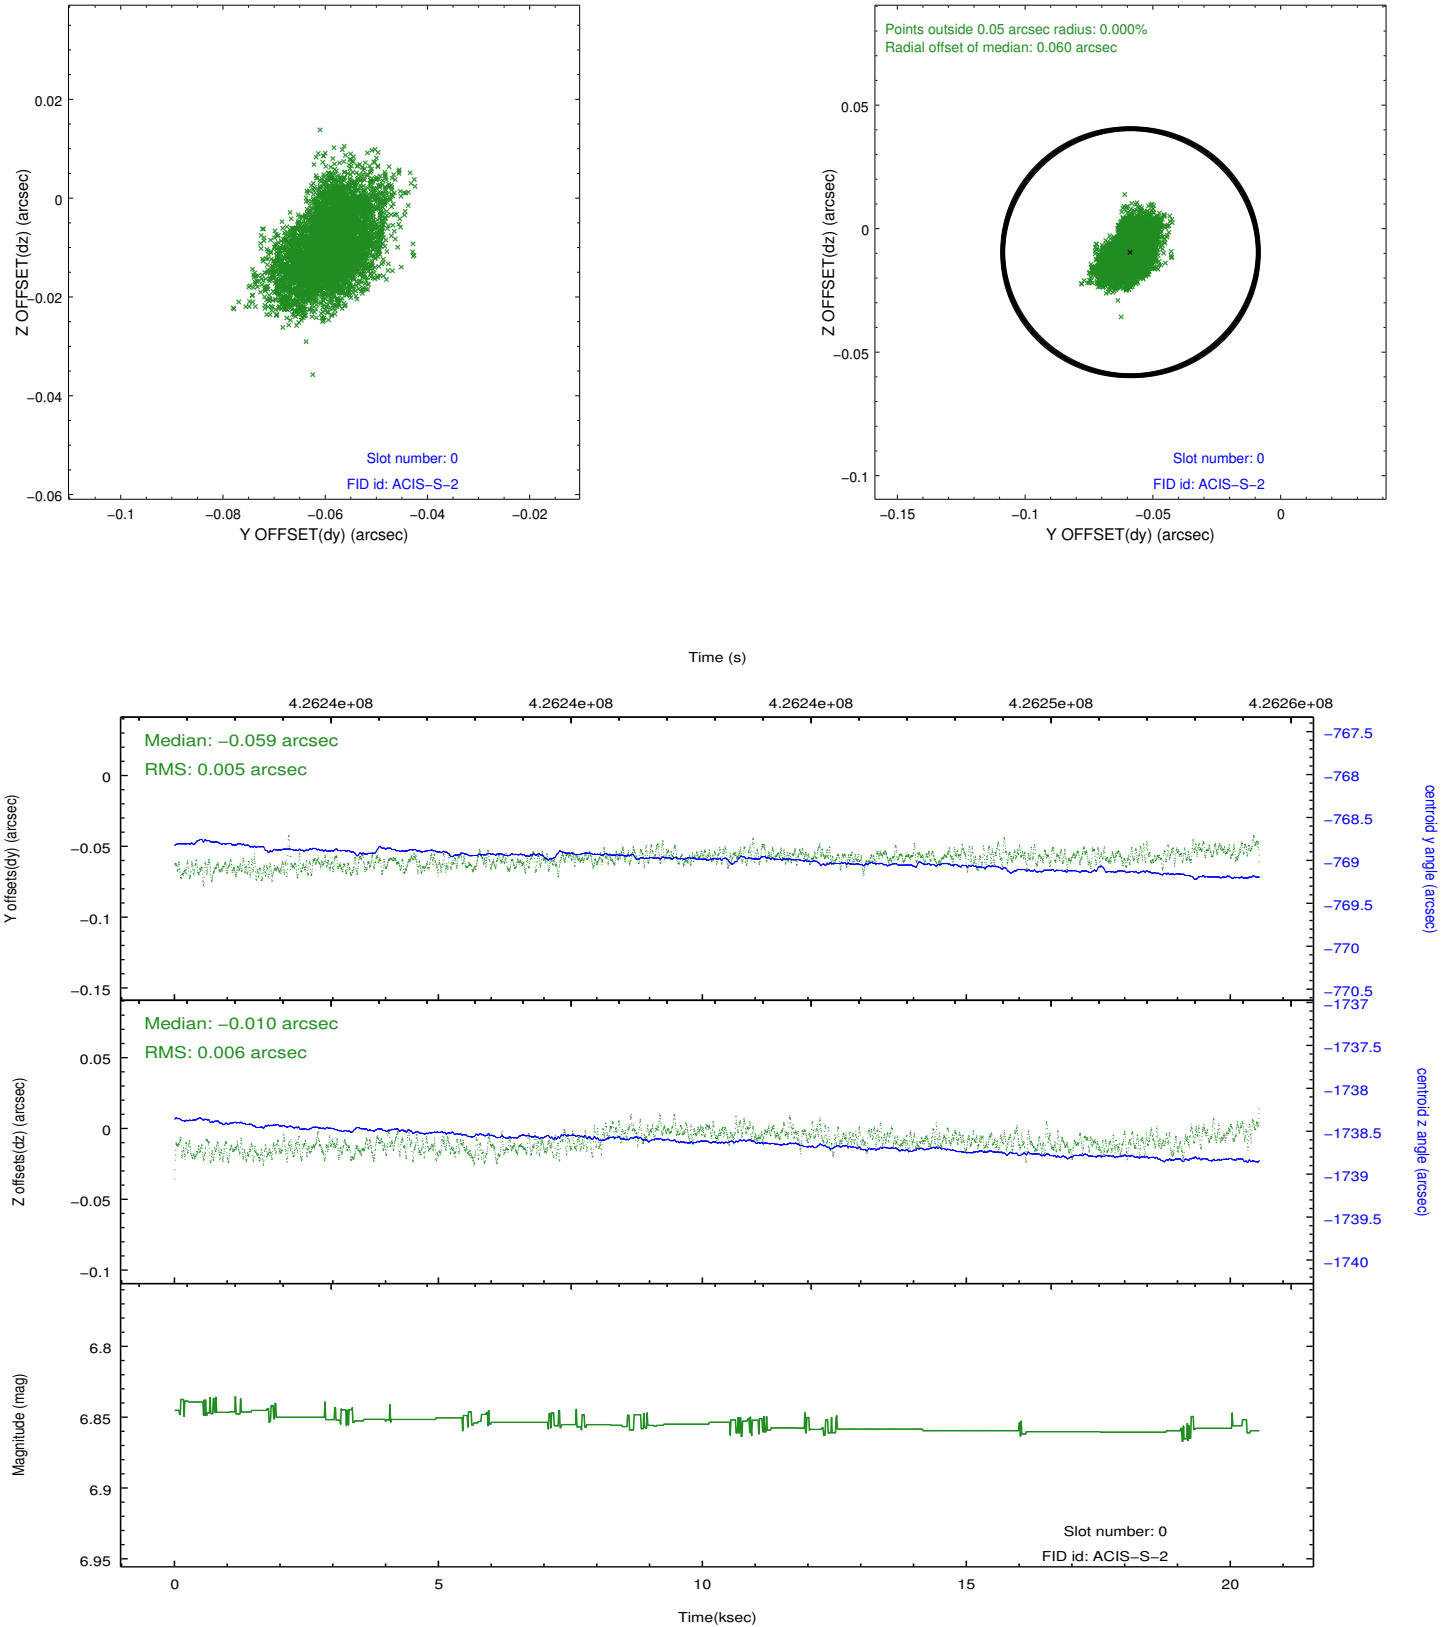 0.02
0
−0.02
−0.04
−0.06
Z OFFSET(dz) (arcsec)
Slot number: 0
FID id: ACIS−S−2
−0.1
−0.08
−0.06
−0.04
−0.02
Y OFFSET(dy) (arcsec)
Points outside 0.05 arcsec radius: 0.000%
Radial offset of median: 0.060 arcsec
0.05
0
−0.05
−0.1
Z OFFSET(dz) (arcsec)
Slot number: 0
FID id: ACIS−S−2
−0.15
−0.1
−0.05
0
Y OFFSET(dy) (arcsec)
Time (s)
4.2624e+08
4.2624e+08
4.2624e+08
4.2625e+08
4.2626e+08
Median: −0.059 arcsec
RMS: 0.005 arcsec
0
−0.05
−0.1
−0.15
Y offsets(dy) (arcsec)
−767.5
−768
−768.5
−769
−769.5
−770
−770.5
centroid y angle (arcsec)
Median: −0.010 arcsec
RMS: 0.006 arcsec
0.05
0
−0.05
−0.1
Z offsets(dz) (arcsec)
−1737
−1737.5
−1738
−1738.5
−1739
−1739.5
−1740
centroid z angle (arcsec)
6.8
6.85
6.9
6.95
Magnitude (mag)
Slot number: 0
FID id: ACIS−S−2
0
5
10
15
20
Time(ksec)